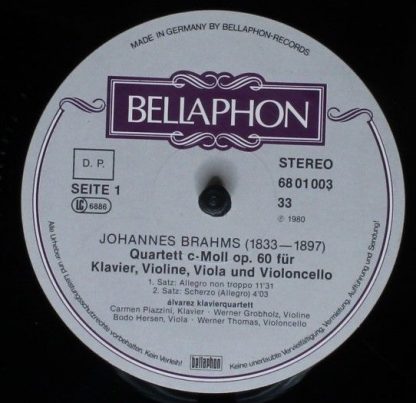 MADE IN GERMANY BY BELLAPHON-RECORDS
BELLAPHON
D. P.
STEREO
SEITE 1
6801003
LC 6886
33
℗ 1980
JOHANNES BRAHMS (1833—1897)
Quartett c-Moll op. 60 für
Klavier, Violine, Viola und Violoncello
1. Satz: Allegro non troppo 11'31
2. Satz: Scherzo (Allegro) 4'03
álvarez klavierquartett
Carmen Piazzini, Klavier · Werner Grobholz, Violine
Bodo Hersen, Viola · Werner Thomas, Violoncello
bellaphon
Alle Urheber- und Leistungsschutzrechte vorbehalten. Kein Verleih! Keine unerlaubte Vervielfältigung, Vermietung, Aufführung und Sendung!